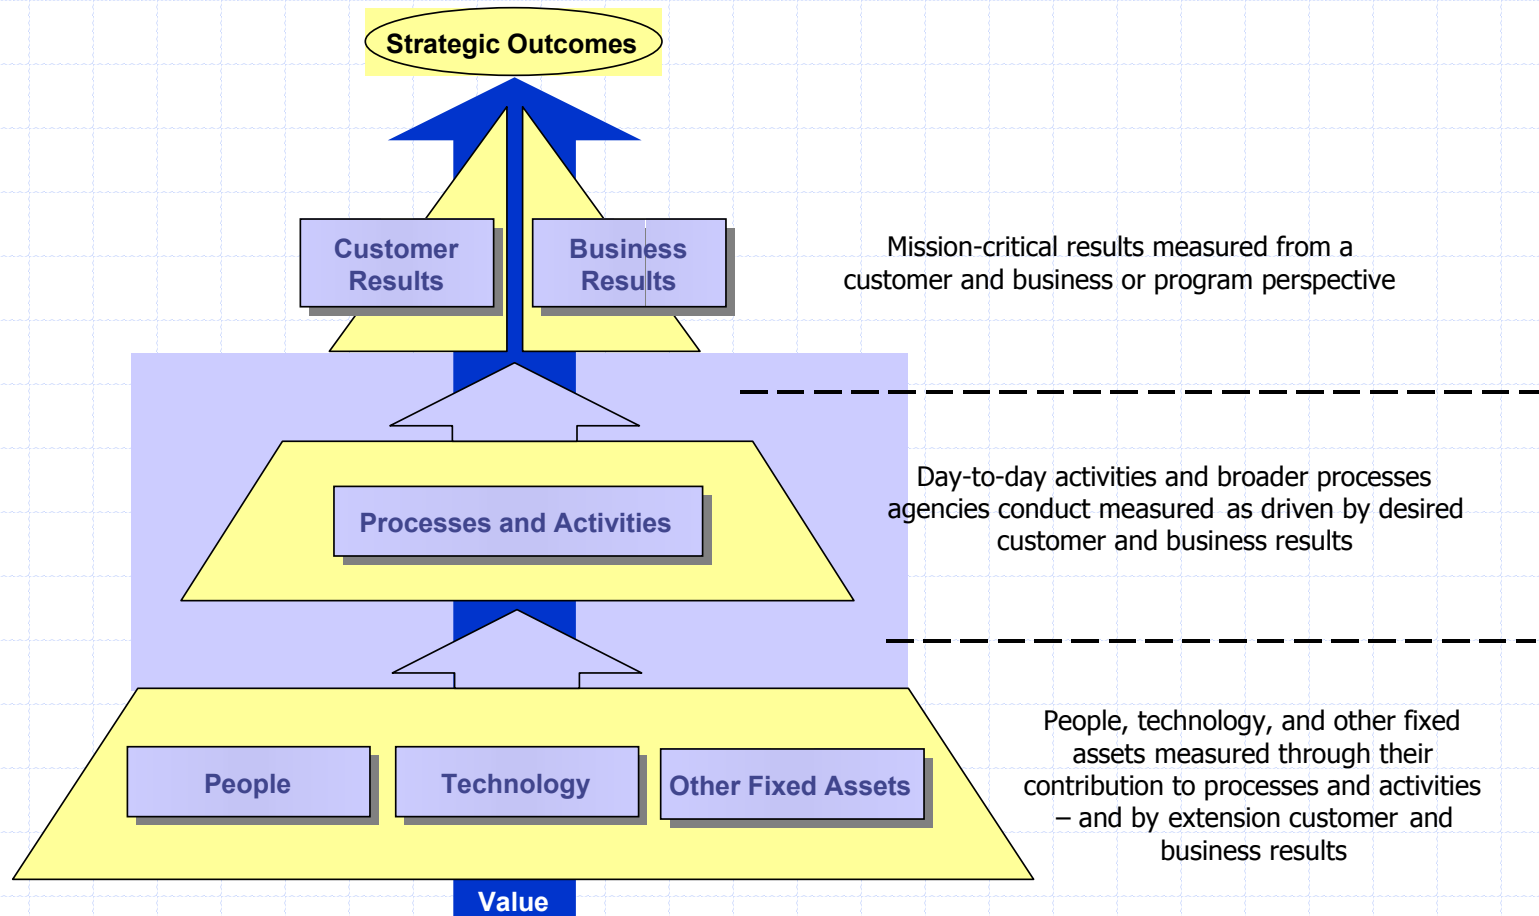 Strategic Outcomes
Customer
Results
Business
Results
Mission-critical results measured from a
customer and business or program perspective
Processes and Activities
Day-to-day activities and broader processes
agencies conduct measured as driven by desired
customer and business results
People
Technology
Other Fixed Assets
People, technology, and other fixed
assets measured through their
contribution to processes and activities
– and by extension customer and
business results
Value